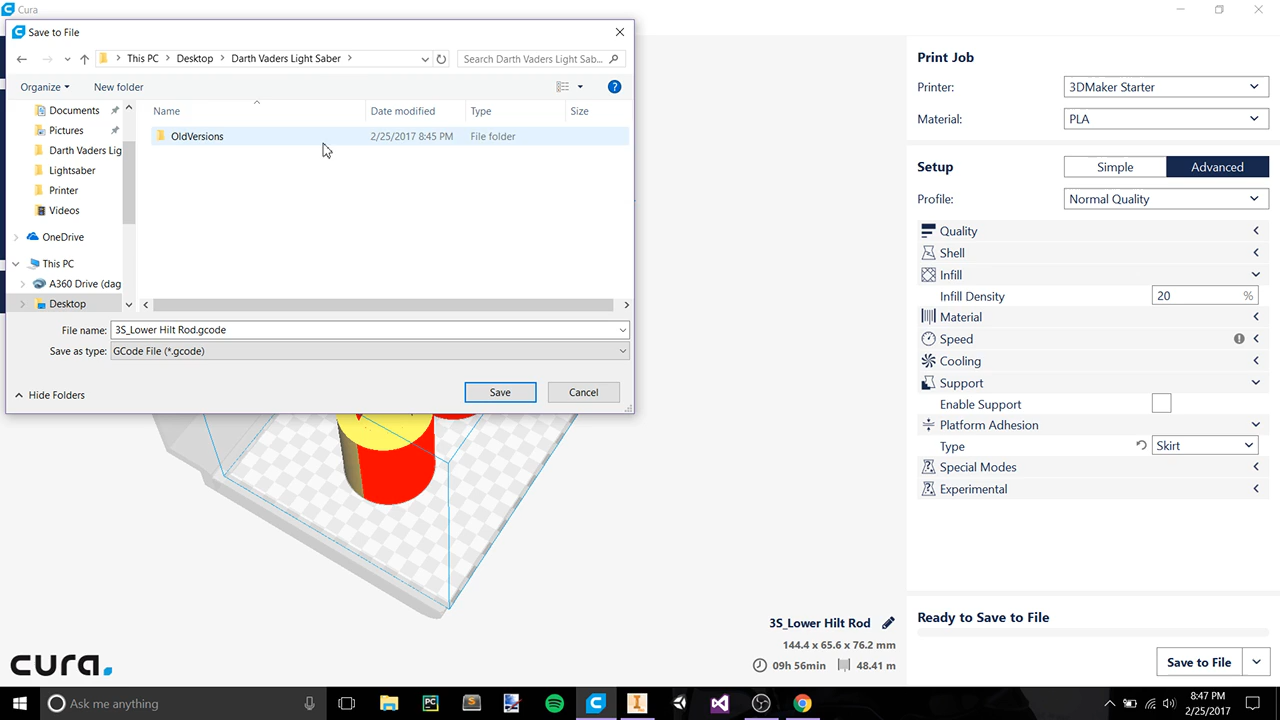 Cura
Save to File
This PC > Desktop > Darth Vaders Light Saber >
Search Darth Vaders Light Sab...
Organize
New folder
Name
Date modified
Type
Size
OldVersions
2/25/2017 8:45 PM
File folder
Documents
Pictures
Darth Vaders Lig
Lightsaber
Printer
Videos
OneDrive
This PC
A360 Drive (dag
Desktop
File name: 3S_Lower Hilt Rod.gcode
Save as type: GCode File (*.gcode)
Hide Folders
Save
Cancel
Print Job
Printer: 3DMaker Starter
Material: PLA
Setup
Simple
Advanced
Profile: Normal Quality
Quality
Shell
Infill
Infill Density 20 %
Material
Speed
Cooling
Support
Enable Support
Platform Adhesion
Type Skirt
Special Modes
Experimental
3S_Lower Hilt Rod
144.4 x 65.6 x 76.2 mm
09h 56min 48.41 m
Ready to Save to File
Save to File
cura.
Ask me anything
8:47 PM
2/25/2017